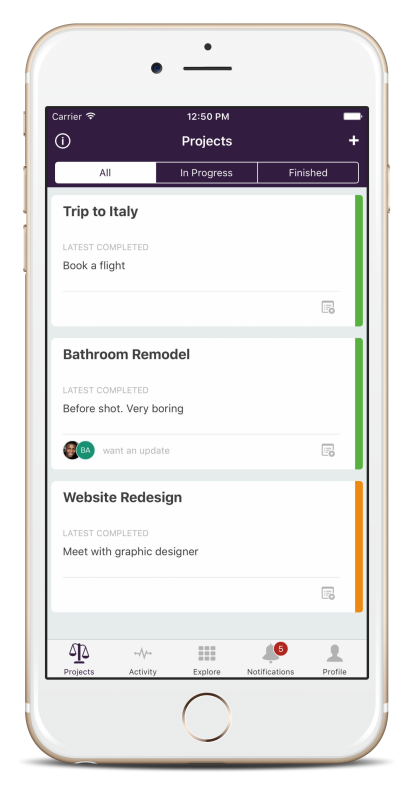 Carrier 12:50 PM
Projects +
All In Progress Finished
Trip to Italy
LATEST COMPLETED
Book a flight
Bathroom Remodel
LATEST COMPLETED
Before shot. Very boring
BA want an update
Website Redesign
LATEST COMPLETED
Meet with graphic designer
5
Projects Activity Explore Notifications Profile